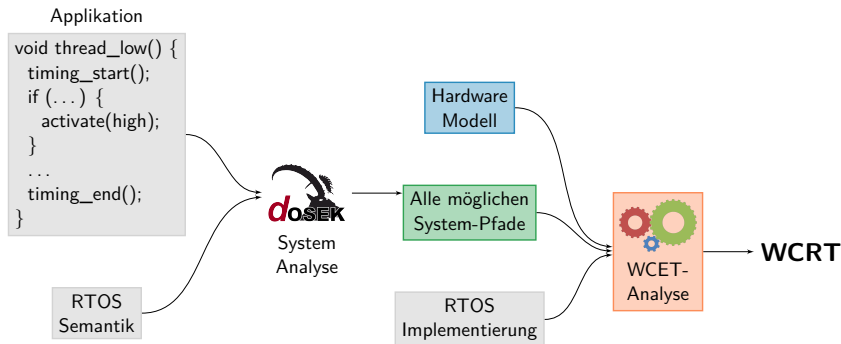 Applikation
void thread_low() {
timing_start();
if (...) {
activate(high);
}
...
timing_end();
}
RTOS
Semantik
dOSEK
System
Analyse
Hardware
Modell
Alle möglichen
System-Pfade
RTOS
Implementierung
WCET-
Analyse
WCRT